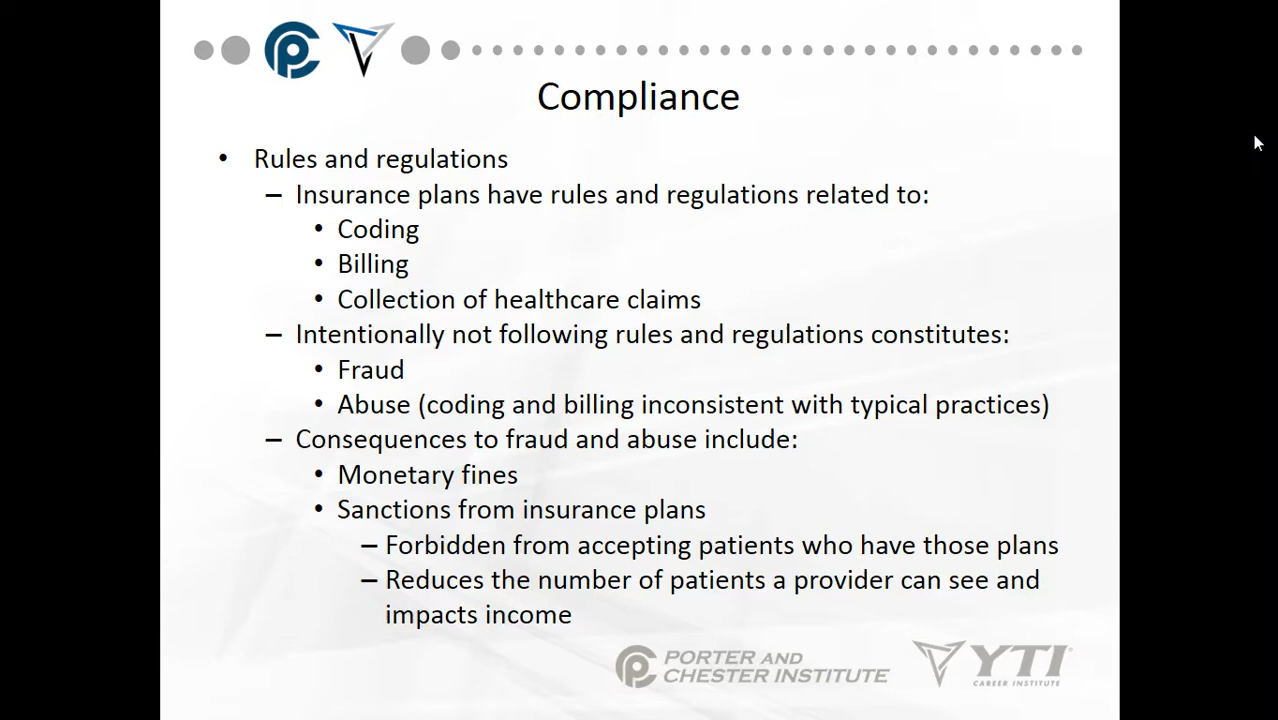 Compliance
• Rules and regulations
– Insurance plans have rules and regulations related to:
• Coding
• Billing
• Collection of healthcare claims
– Intentionally not following rules and regulations constitutes:
• Fraud
• Abuse (coding and billing inconsistent with typical practices)
– Consequences to fraud and abuse include:
• Monetary fines
• Sanctions from insurance plans
– Forbidden from accepting patients who have those plans
– Reduces the number of patients a provider can see and
impacts income
PORTER AND
CHESTER INSTITUTE
YTI®
CAREER INSTITUTE